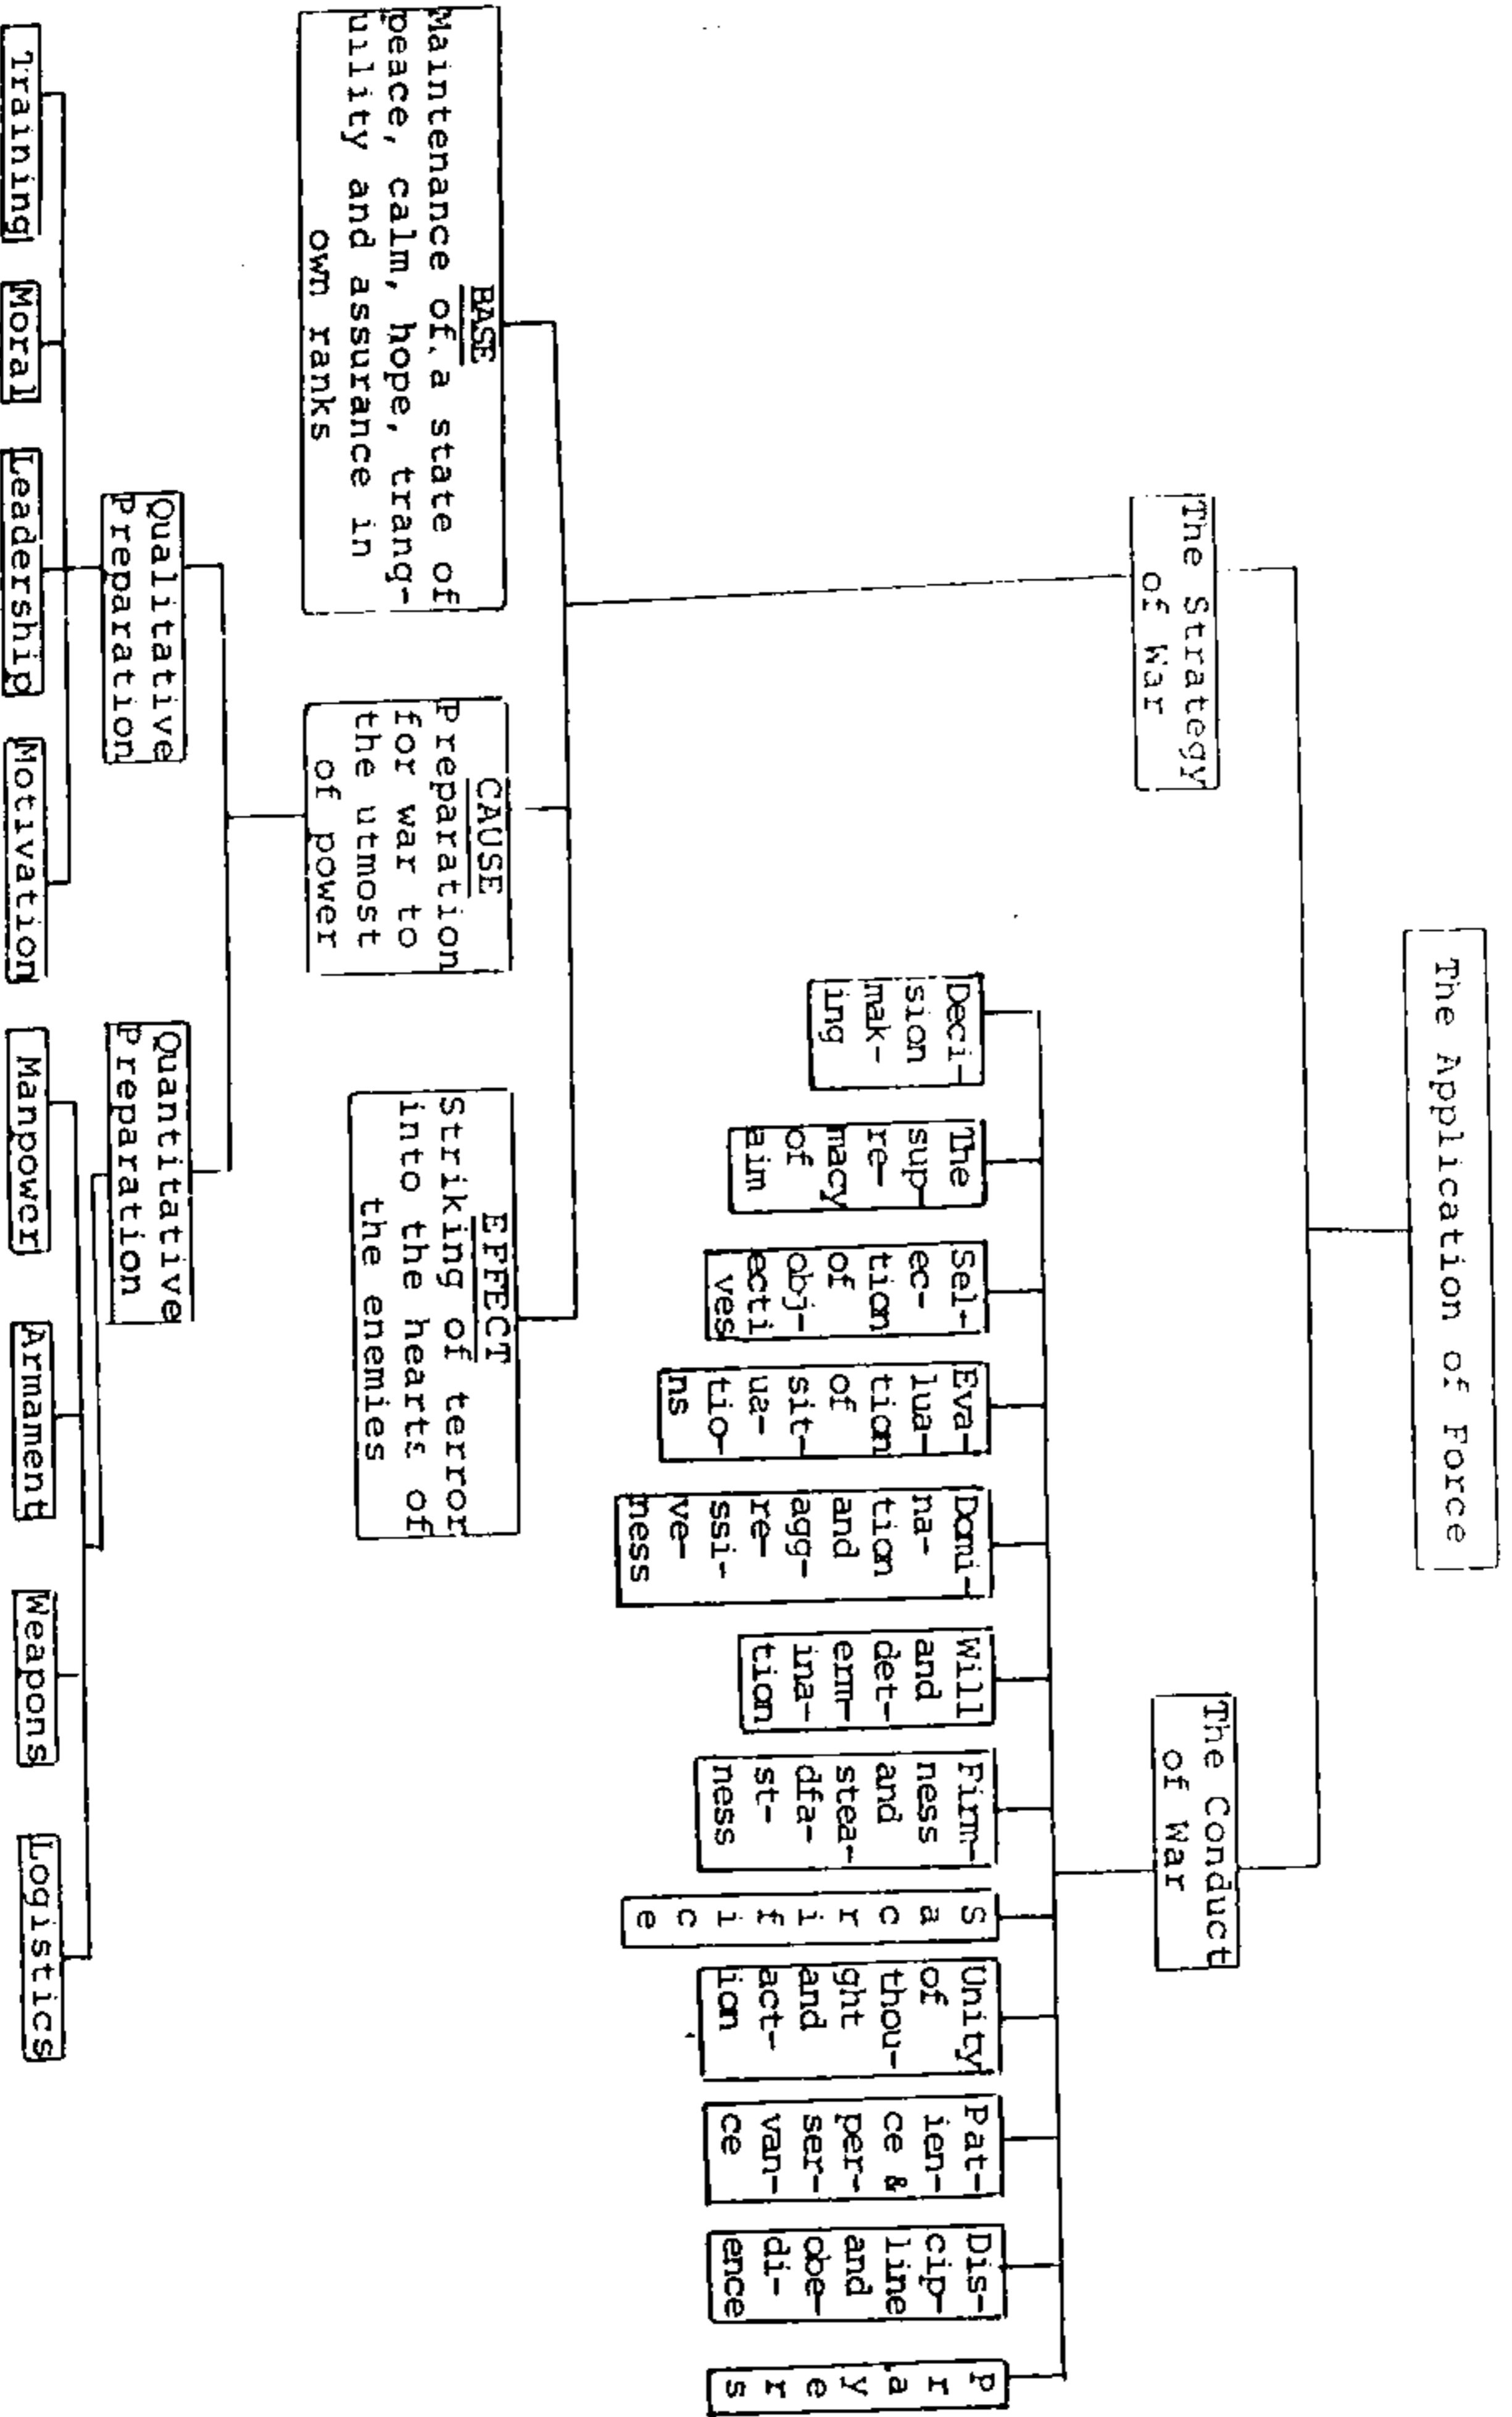 The Application of Force
The Strategy
of War
The Conduct
of War
Deci-
sion
mak-
ing
The
sup
re-
macy
of
aim
Sel-
ec-
tion
of
obj-
ecti
ves
Eva-
lua-
tion
of
sit-
ua-
tio-
ns
Domi-
na-
tion
and
agg-
re-
ssi-
ve-
ness
Will
and
det-
erm-
ina-
tion
Firm-
ness
and
stea-
dfa-
st-
ness
S
a
c
r
i
f
i
c
e
Unity
of
thou-
ght
and
act-
ion
Pat-
ien-
ce &
per-
ser-
van-
ce
Dis-
cip-
line
and
obe-
di-
ence
P
r
a
y
e
r
s
BASE
Maintenance of a state of
peace, calm, hope, trang-
uility and assurance in
own ranks
CAUSE
Preparation
for war to
the utmost
of power
EFFECT
Striking of terror
into the hearts of
the enemies
Qualitative
Preparation
Quantitative
Preparation
Training
Moral
Leadership
Motivation
Manpower
Armament
Weapons
Logistics